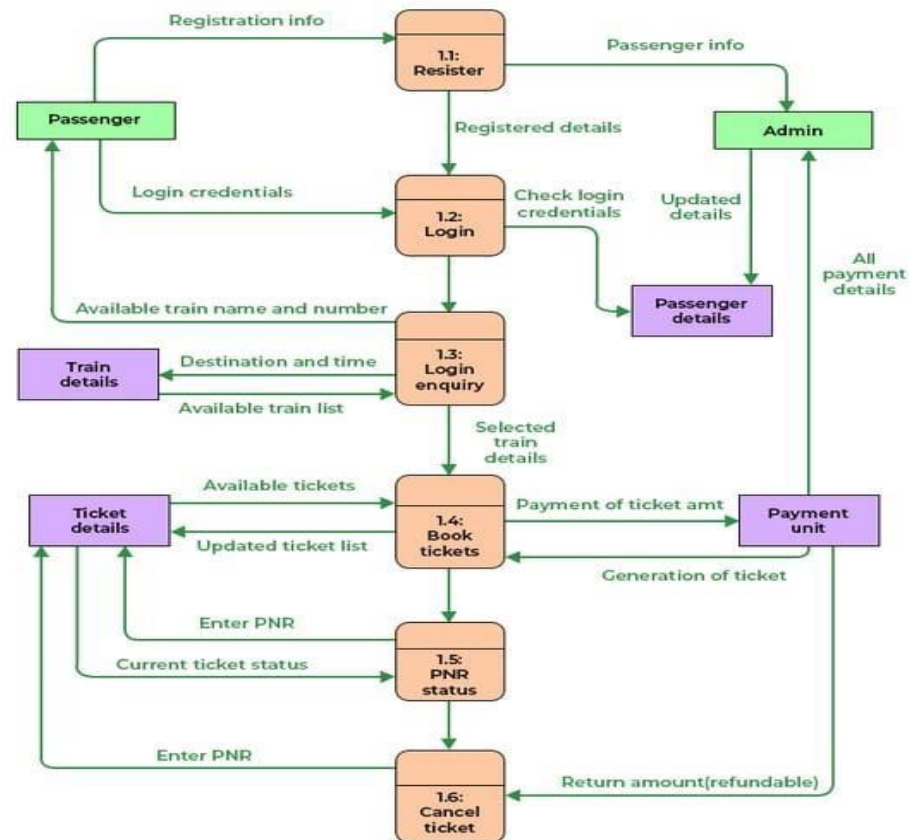 Registration info
1.1:
Resister
Passenger info
Passenger
Admin
Registered details
Login credentials
1.2:
Login
Check login
credentials
Updated
details
All
payment
details
Available train name and number
Passenger
details
1.3:
Login
enquiry
Train
details
Destination and time
Available train list
Selected
train
details
Available tickets
Ticket
details
Updated ticket list
1.4:
Book
tickets
Payment of ticket amt
Payment
unit
Generation of ticket
Enter PNR
Current ticket status
1.5:
PNR
status
Enter PNR
Return amount(refundable)
1.6:
Cancel
ticket